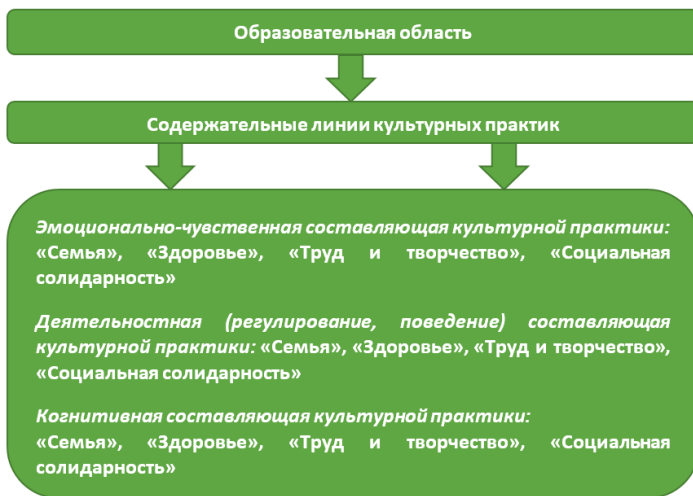 Образовательная область
Содержательные линии культурных практик
Эмоционально-чувственная составляющая культурной практики:
«Семья», «Здоровье», «Труд и творчество», «Социальная
солидарность»
Деятельностная (регулирование, поведение) составляющая
культурной практики: «Семья», «Здоровье», «Труд и творчество»,
«Социальная солидарность»
Когнитивная составляющая культурной практики:
«Семья», «Здоровье», «Труд и творчество», «Социальная
солидарность»